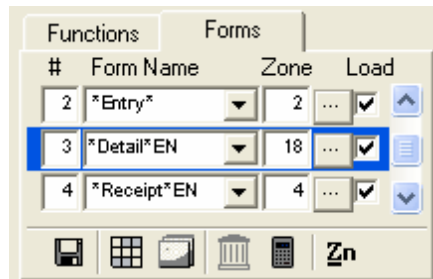 Functions Forms
# Form Name Zone Load
2 *Entry* 2 ...
3 *Detail*EN 18 ...
4 *Receipt*EN 4 ...
Zn